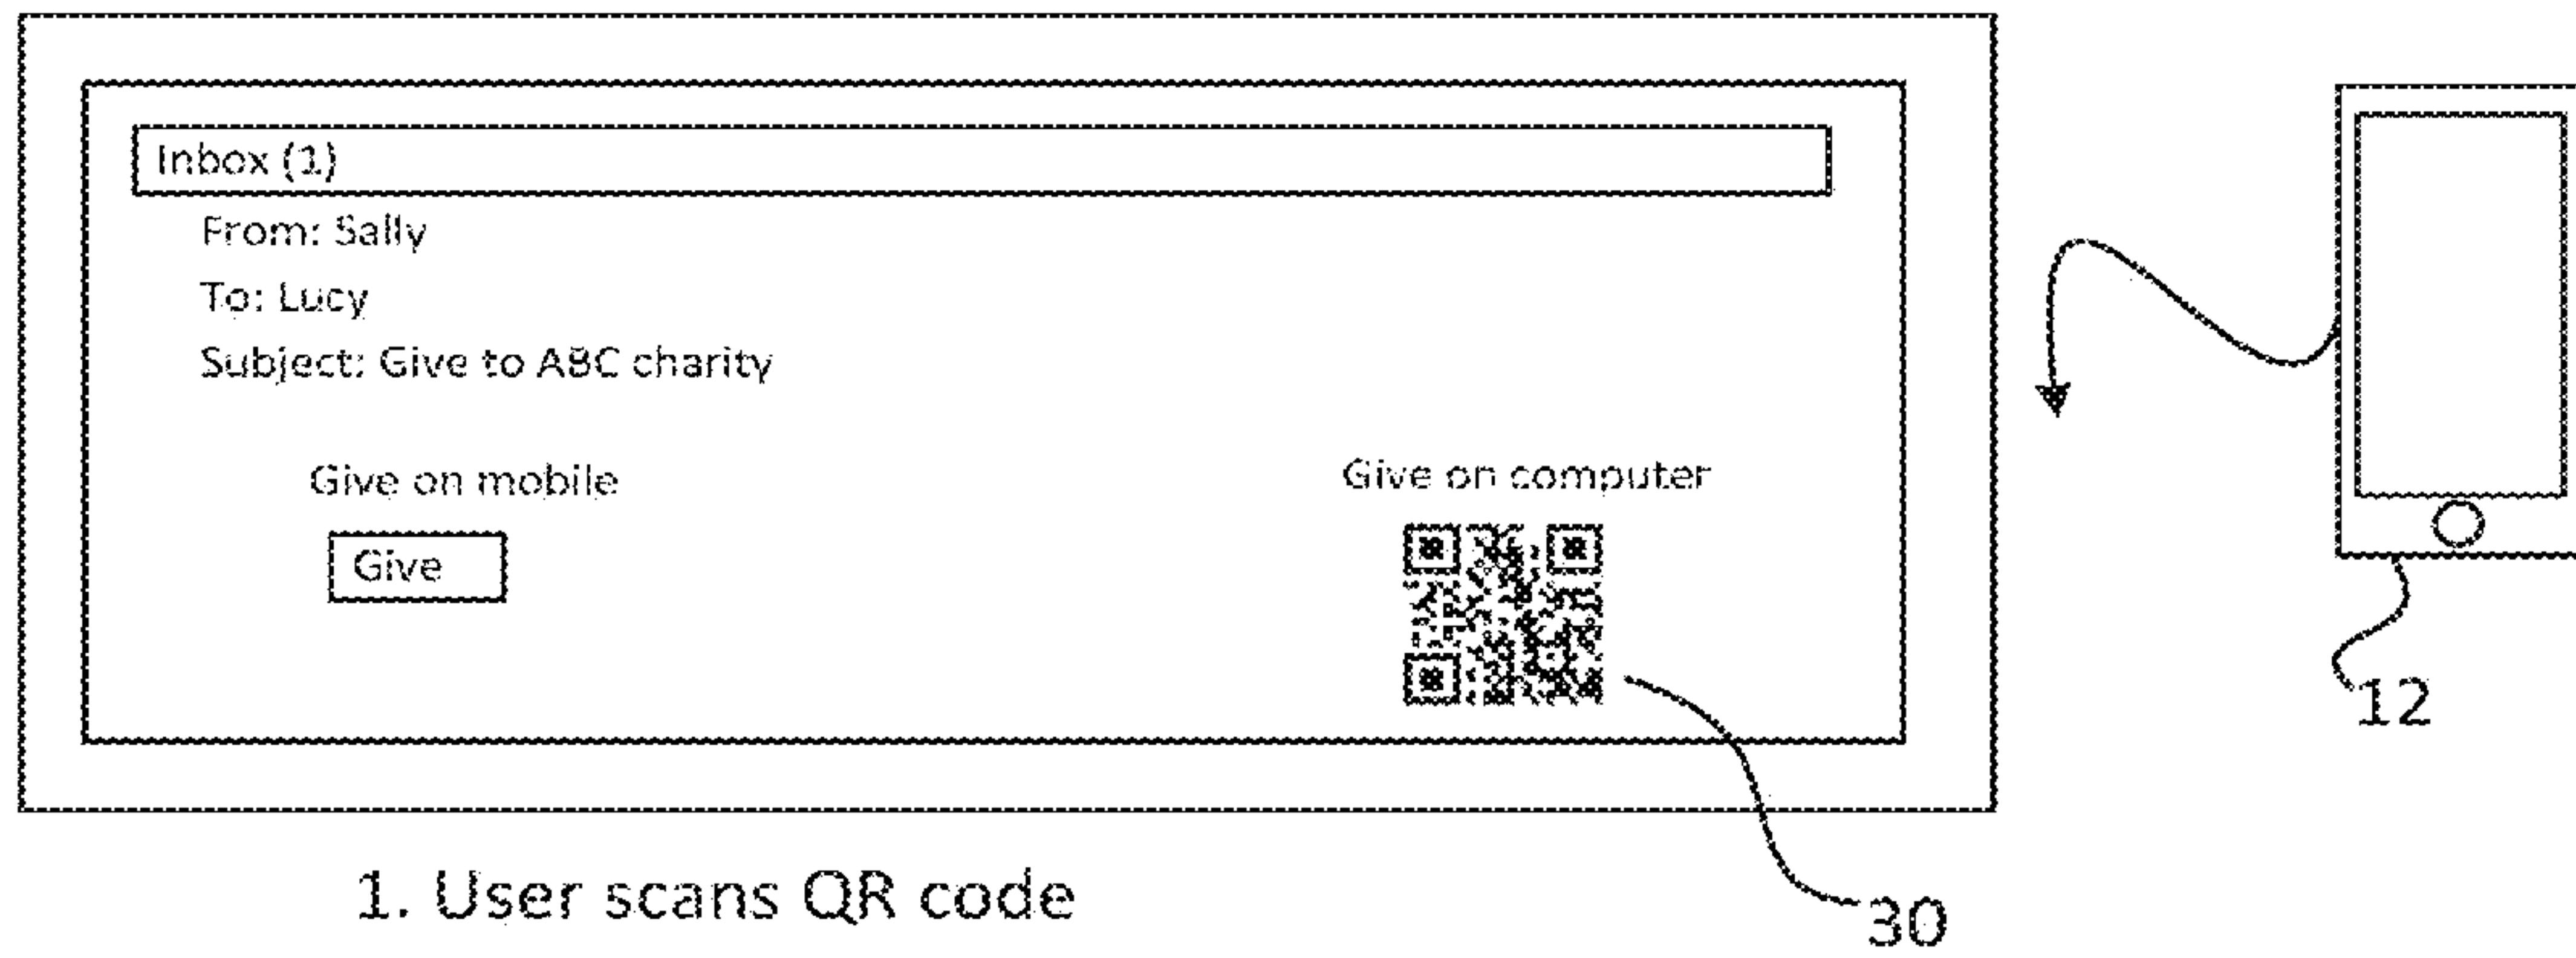 Inbox (1)
From: Sally
To: Lucy
Subject: Give to ABC charity
Give on mobile
Give on computer
Give
12
1. User scans QR code
30